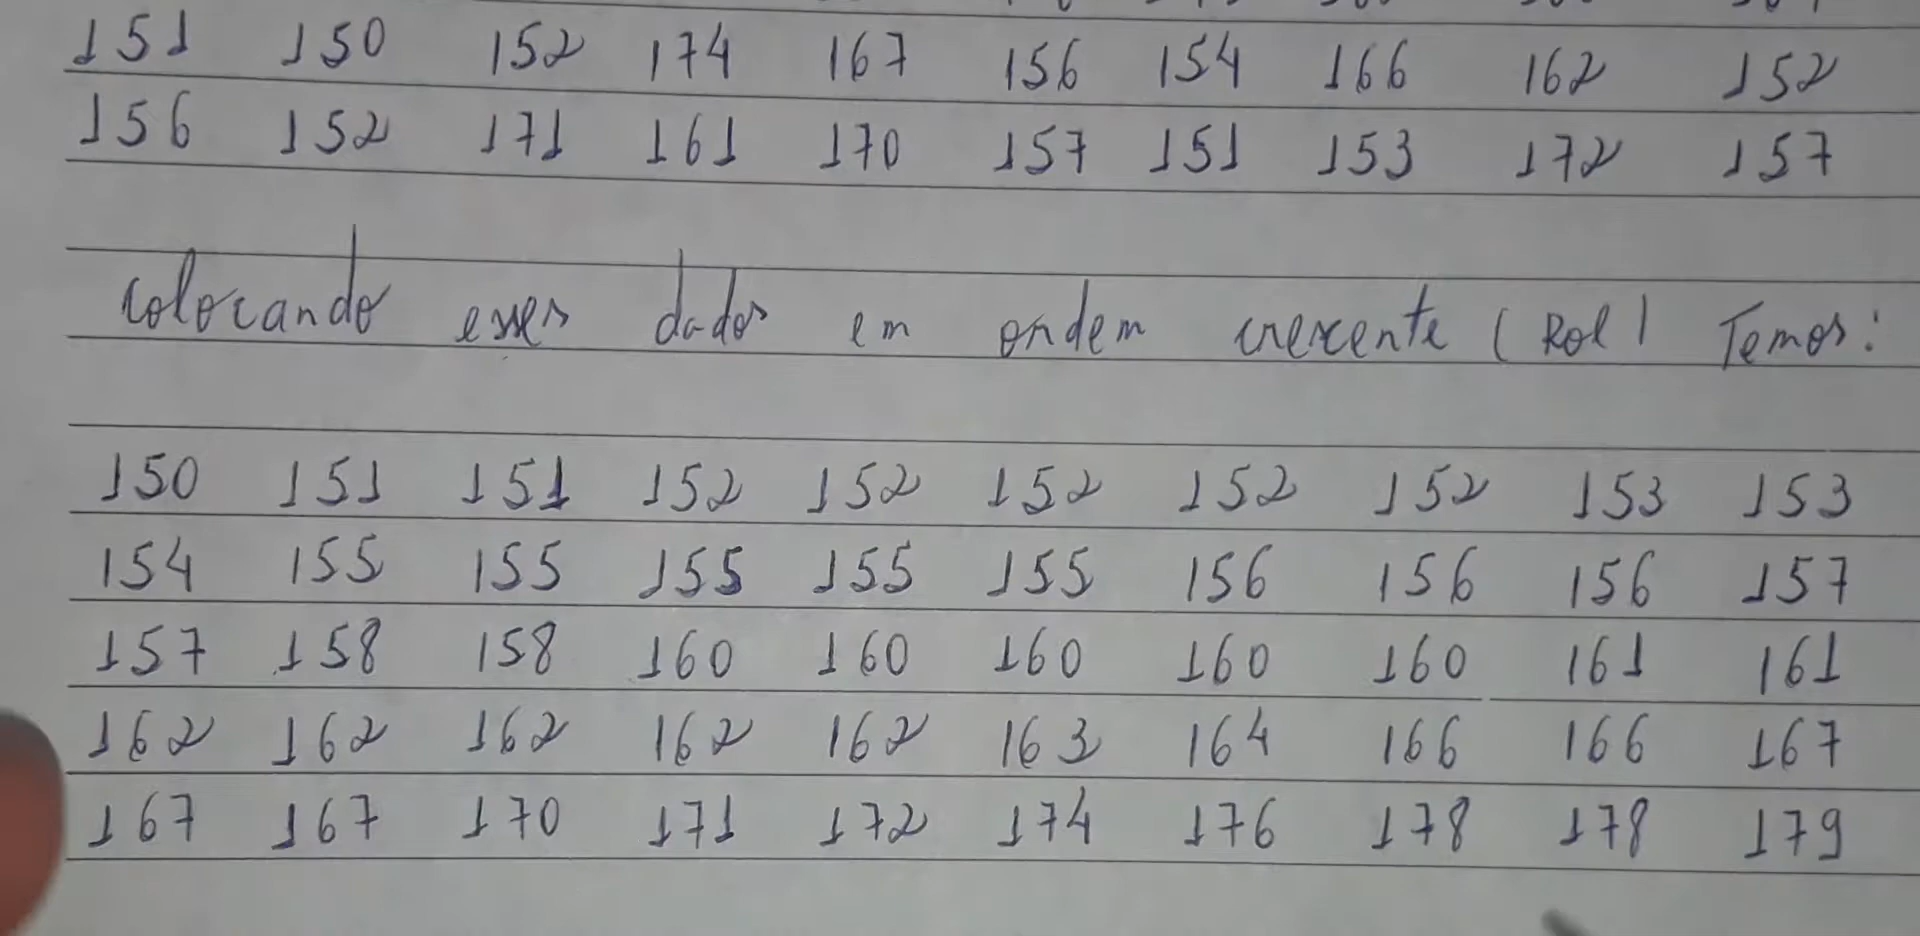 151 150 152 174 167 156 154 166 162 152
156 152 171 161 170 157 151 153 172 157
colocando esses dados em ordem crescente (Rol) Temos:
150 151 151 152 152 152 152 152 153 153
154 155 155 155 155 155 156 156 156 157
157 158 158 160 160 160 160 160 161 161
162 162 162 162 162 163 164 166 166 167
167 167 170 171 172 174 176 178 178 179